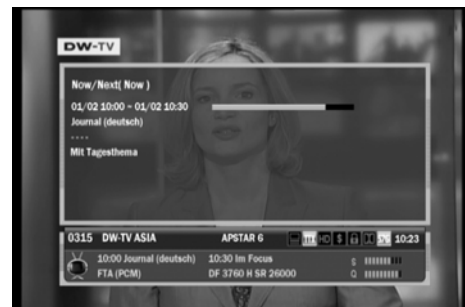 DW-TV
Now/Next( Now )
01/02 10:00 ~ 01/02 10:30
Journal (deutsch)
----
Mit Tagesthema
0315 DW-TV ASIA APSTAR 6 HD $ 10:23
10:00 Journal (deutsch) 10:30 Im Focus S
FTA (PCM) DF 3760 H SR 26000 Q